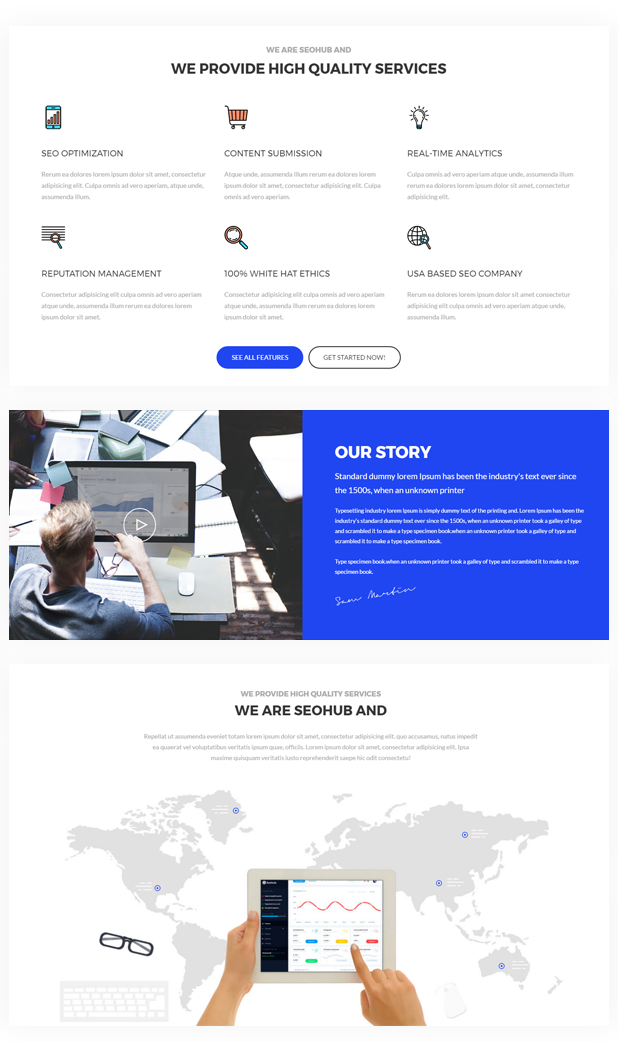 WE ARE SEOHUB AND
WE PROVIDE HIGH QUALITY SERVICES
SEO OPTIMIZATION
Rerum ea dolores lorem ipsum dolor sit amet, consectetur
adipisicing elit. Culpa omnis ad vero aperiam, atque unde,
assumenda illum.
CONTENT SUBMISSION
Atque unde, assumenda illum rerum ea dolores lorem
ipsum dolor sit amet, consectetur adipisicing elit. Culpa
omnis ad vero aperiam.
REAL-TIME ANALYTICS
Culpa omnis ad vero aperiam, atque unde, assumenda illum
rerum ea dolores lorem ipsum dolor sit amet, consectetur
adipisicing elit.
REPUTATION MANAGEMENT
Consectetur adipisicing elit culpa omnis ad vero aperiam
atque unde, assumenda illum rerum ea dolores lorem
ipsum dolor sit amet.
100% WHITE HAT ETHICS
Consectetur adipisicing elit culpa omnis ad vero aperiam
atque unde, assumenda illum rerum ea dolores lorem
ipsum dolor sit amet.
USA BASED SEO COMPANY
Rerum ea dolores lorem ipsum dolor sit amet consectetur
adipisicing elit culpa omnis ad vero aperiam atque unde,
assumenda illum.
SEE ALL FEATURES
GET STARTED NOW!
OUR STORY
Standard dummy lorem Ipsum has been the industry's text ever since
the 1500s, when an unknown printer
Typesetting industry lorem Ipsum is simply dummy text of the printing and. Lorem Ipsum has been the
industry's standard dummy text ever since the 1500s, when an unknown printer took a galley of type
and scrambled it to make a type specimen book.when an unknown printer took a galley of type and
scrambled it to make a type specimen book.
Type specimen book.when an unknown printer took a galley of type and scrambled it to make a type
specimen book.
Sam Martin
WE PROVIDE HIGH QUALITY SERVICES
WE ARE SEOHUB AND
Repellat ut assumenda eveniet totam lorem ipsum dolor sit amet, consectetur adipisicing elit, quo accusamus, natus impedit
ea quaerat vel voluptatibus veritatis ipsum quae, officiis. Lorem ipsum dolor sit amet, consectetur adipisicing elit. Ipsa
maxime quisquam veritatis iusto reprehenderit saepe hic odit consectetu!